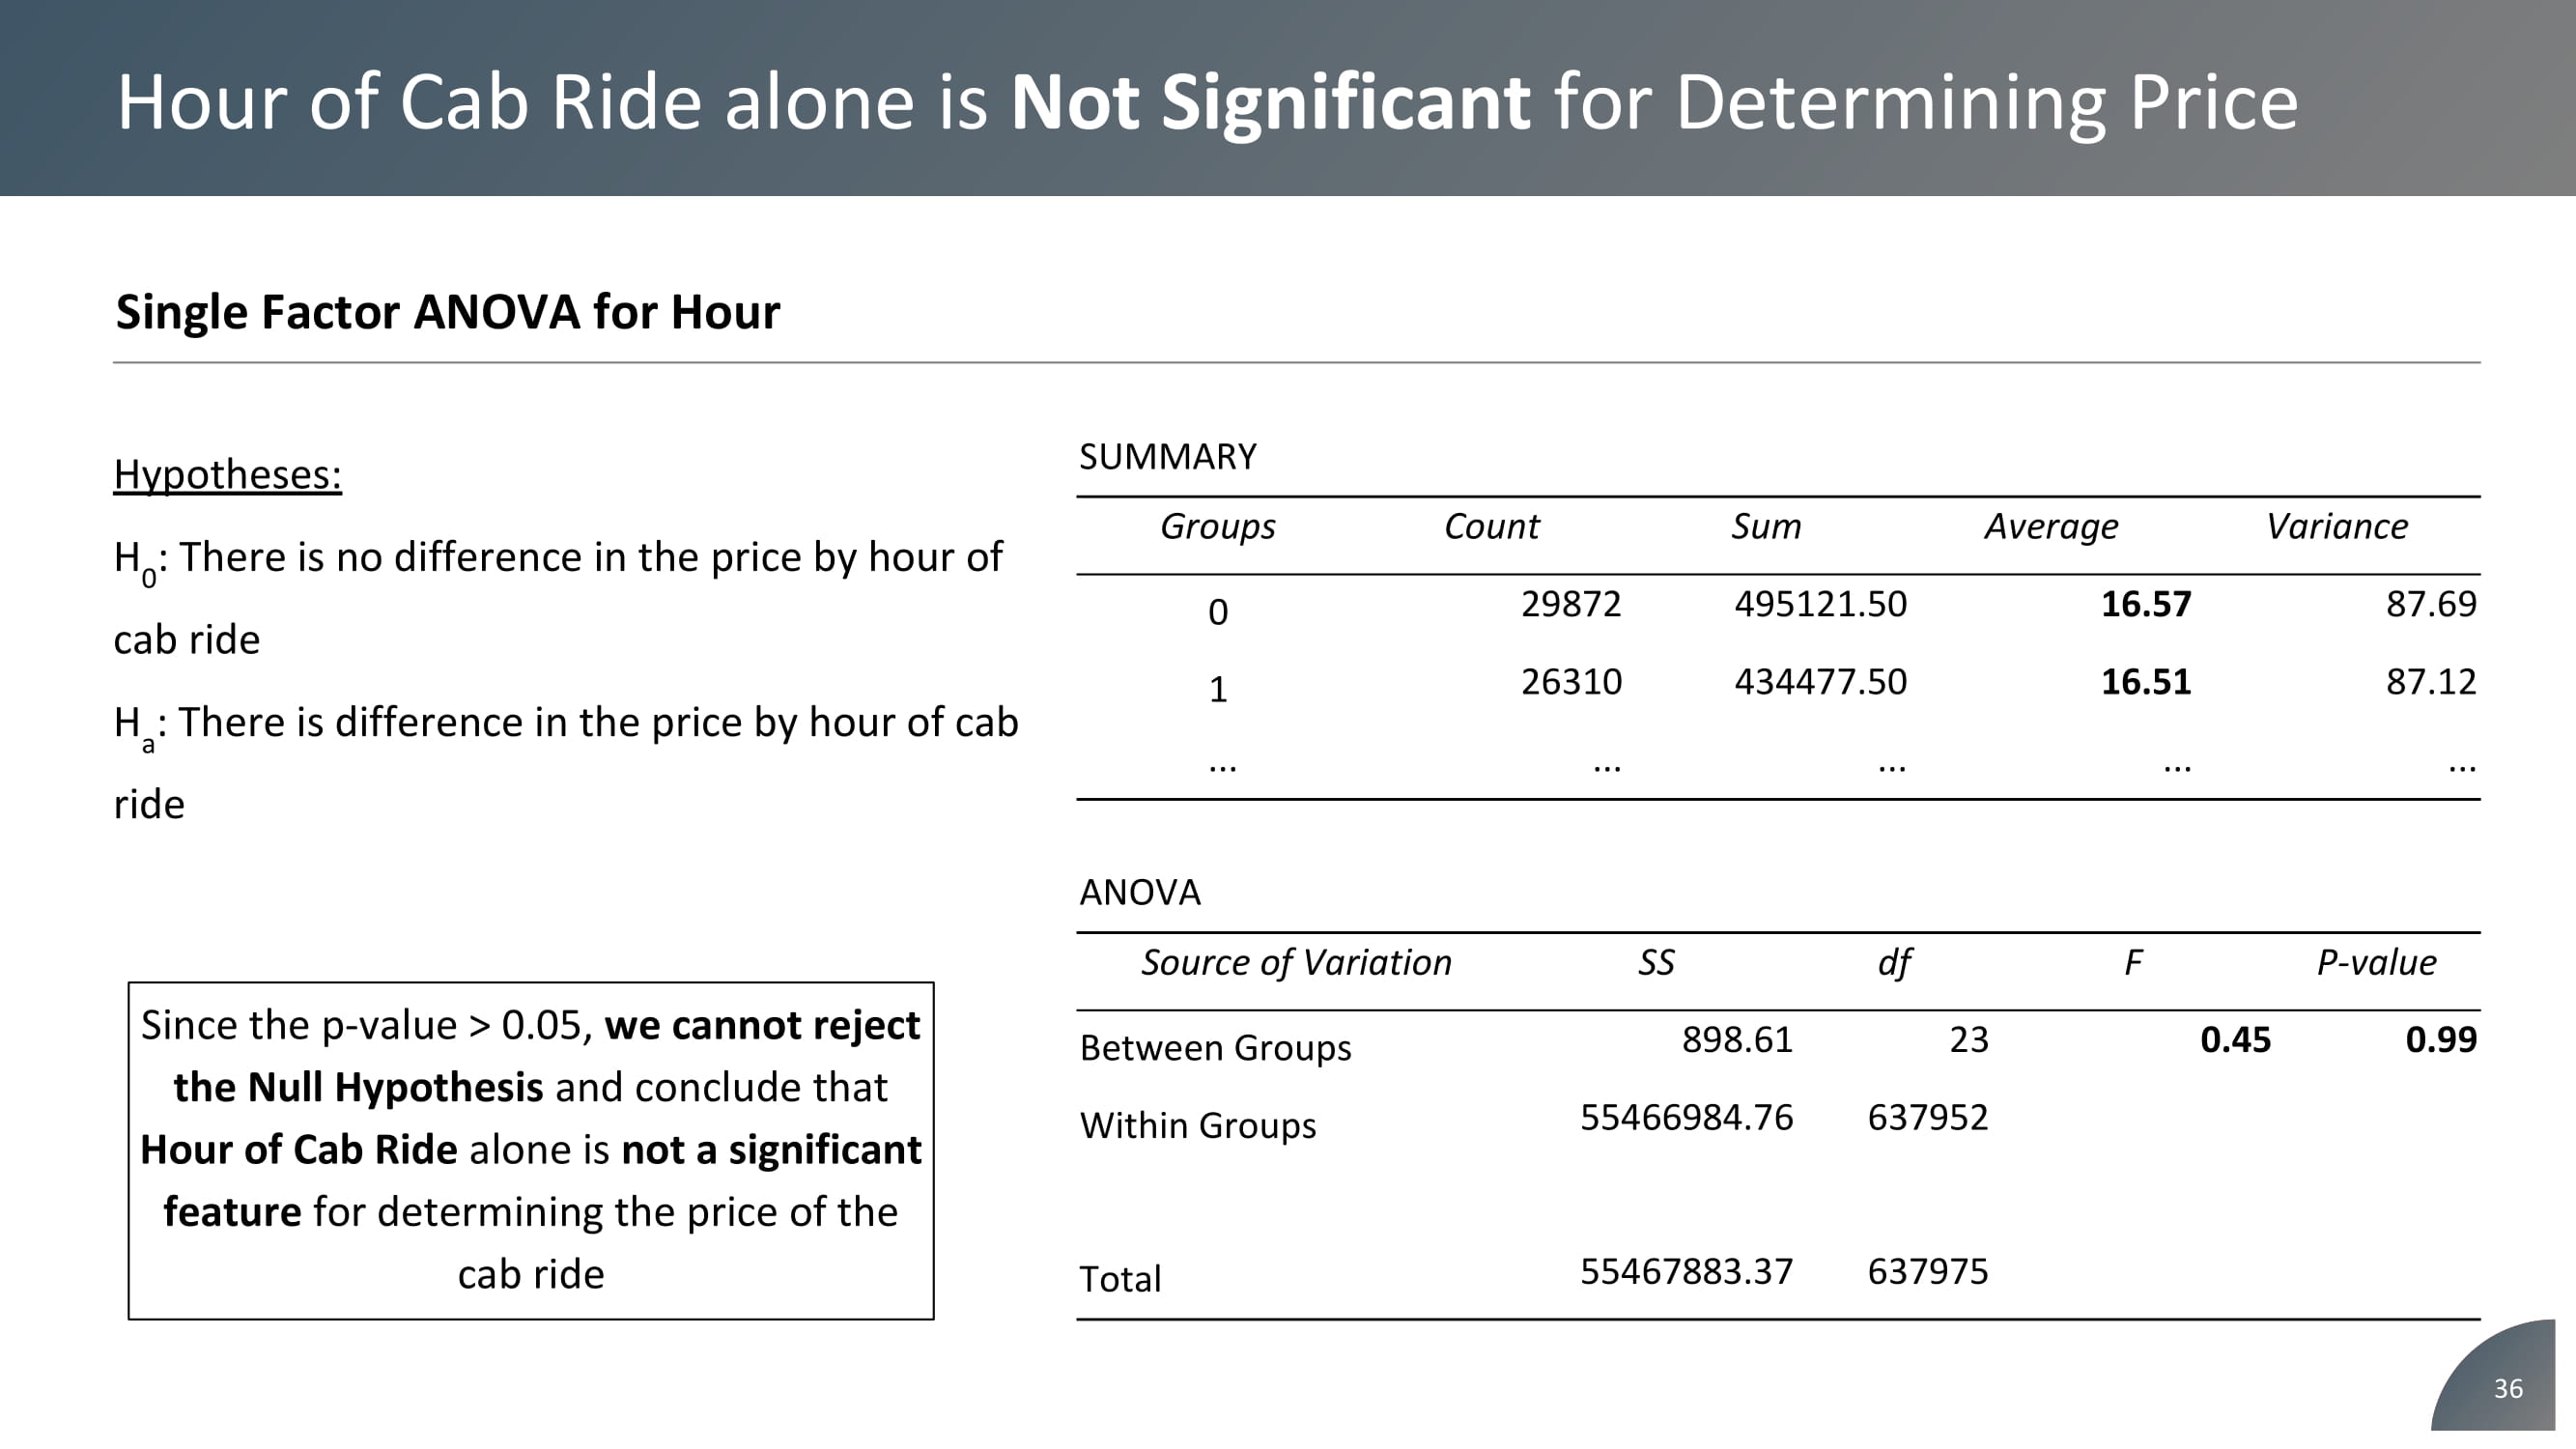 Hour of Cab Ride alone is Not Significant for Determining Price
Single Factor ANOVA for Hour
Hypotheses:
H0: There is no difference in the price by hour of
cab ride
Ha: There is difference in the price by hour of cab
ride
Since the p-value > 0.05, we cannot reject
the Null Hypothesis and conclude that
Hour of Cab Ride alone is not a significant
feature for determining the price of the
cab ride
SUMMARY
Groups Count Sum Average Variance
0 29872 495121.50 16.57 87.69
1 26310 434477.50 16.51 87.12
... ... ... ... ...
ANOVA
Source of Variation SS df F P-value
Between Groups 898.61 23 0.45 0.99
Within Groups 55466984.76 637952
Total 55467883.37 637975
36